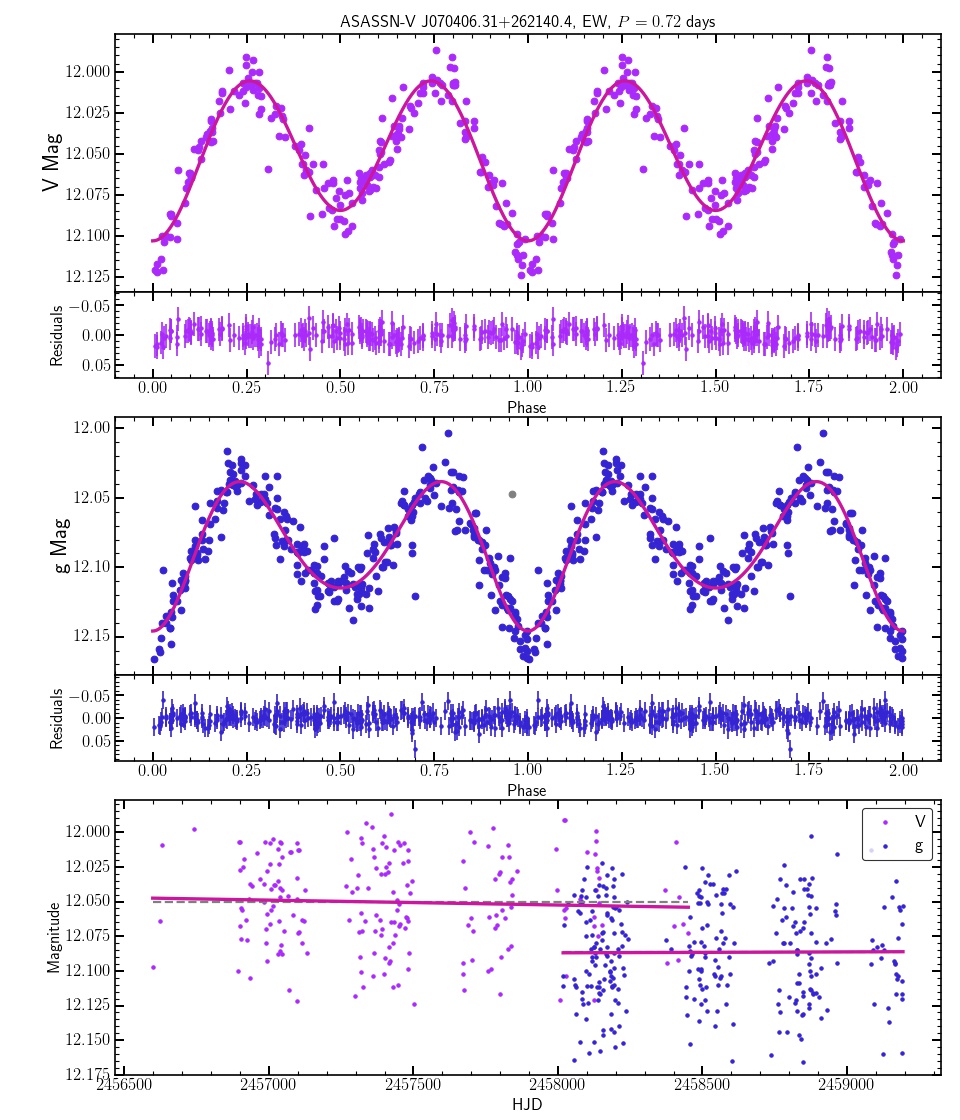 ASASSN-V J070406.31+262140.4, EW, P = 0.72 days
V Mag
12.000
12.025
12.050
12.075
12.100
12.125
Residuals
−0.05
0.00
0.05
0.00 0.25 0.50 0.75 1.00 1.25 1.50 1.75 2.00
Phase
g Mag
12.00
12.05
12.10
12.15
Residuals
−0.05
0.00
0.05
0.00 0.25 0.50 0.75 1.00 1.25 1.50 1.75 2.00
Phase
Magnitude
12.000
12.025
12.050
12.075
12.100
12.125
12.150
12.175
V
g
2456500 2457000 2457500 2458000 2458500 2459000
HJD